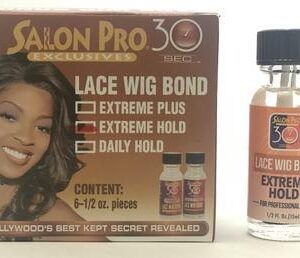 SALON PRO 30
EXCLUSIVES SEC
LACE WIG BOND
EXTREME PLUS
EXTREME HOLD
DAILY HOLD
CONTENT:
6-1/2 oz. pieces
LLYWOOD'S BEST KEPT SECRET REVEALED
SALON PRO
30
LACE WIG BOND
EXTREME
HOLD
FOR PROFESSIONAL